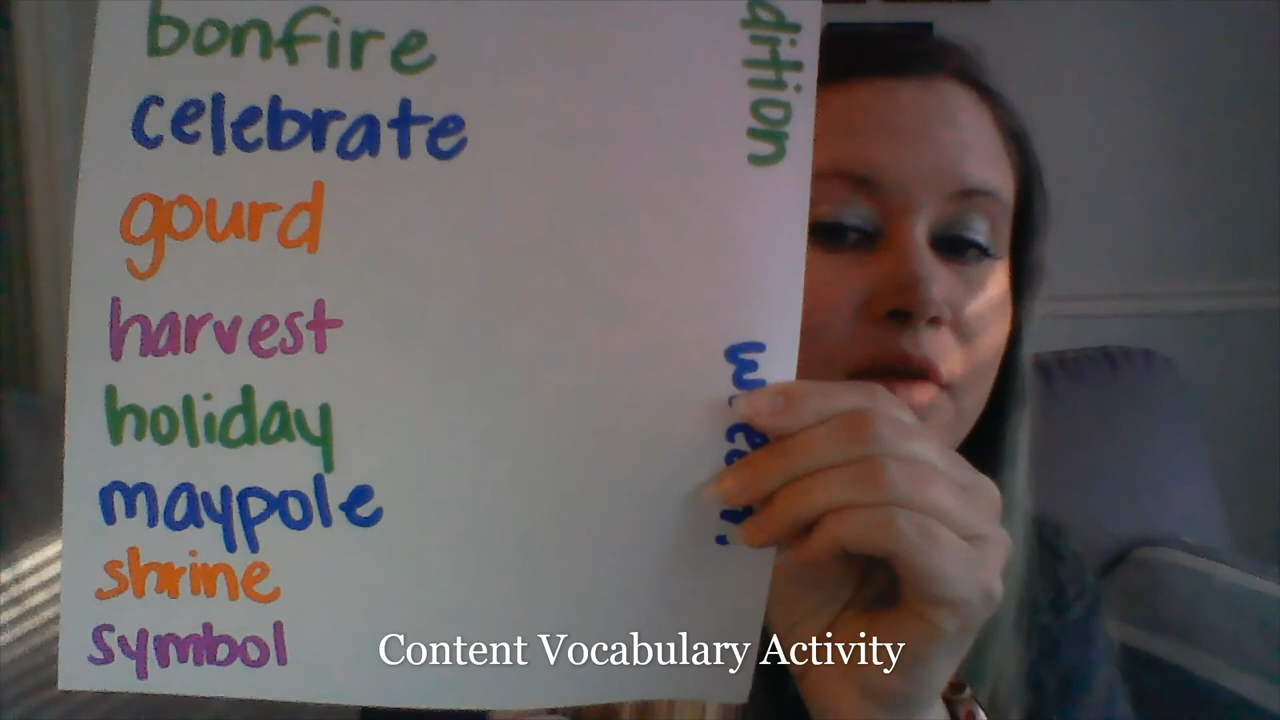 bonfire
celebrate
gourd
harvest
holiday
maypole
shrine
symbol
dition
Content Vocabulary Activity